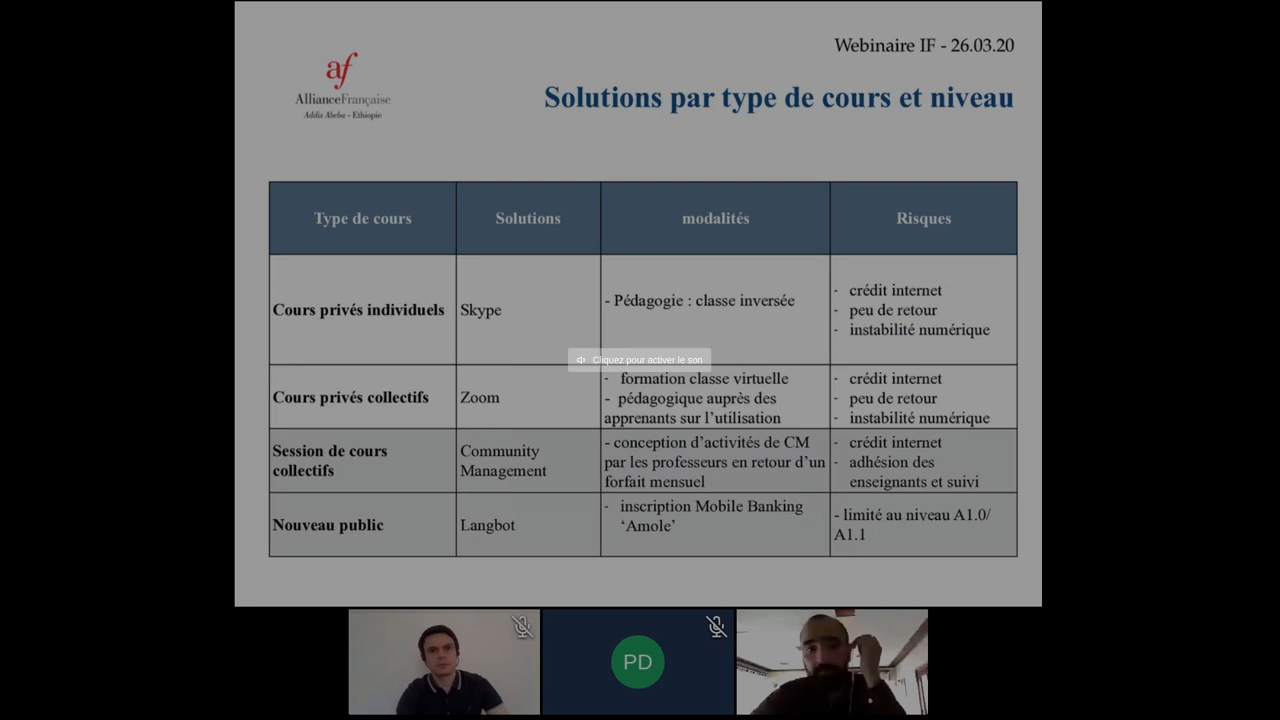 Webinaire IF - 26.03.20
af
AllianceFrançaise
Addis Abeba - Ethiopie
Solutions par type de cours et niveau
Type de cours
Solutions
modalités
Risques
Cours privés individuels
Skype
- Pédagogie : classe inversée
- crédit internet
- peu de retour
- instabilité numérique
Cliquez pour activer le son
Cours privés collectifs
Zoom
- formation classe virtuelle
- pédagogique auprès des
apprenants sur l’utilisation
- crédit internet
- peu de retour
- instabilité numérique
Session de cours
collectifs
Community
Management
- conception d’activités de CM
par les professeurs en retour d’un
forfait mensuel
- crédit internet
- adhésion des
enseignants et suivi
Nouveau public
Langbot
- inscription Mobile Banking
‘Amole’
- limité au niveau A1.0/
A1.1
PD